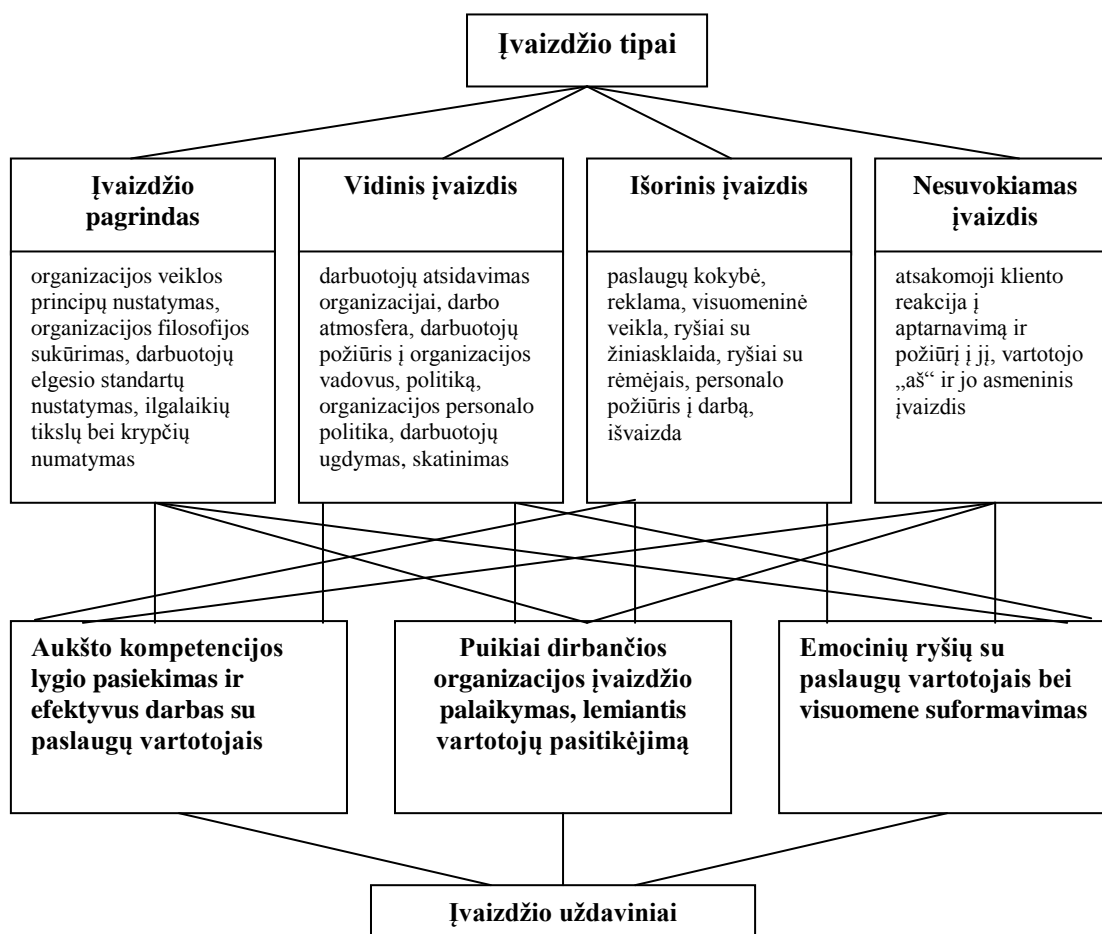 Įvaizdžio tipai
Įvaizdžio
pagrindas
organizacijos veiklos
principų nustatymas,
organizacijos filosofijos
sukūrimas, darbuotojų
elgesio standartų
nustatymas, ilgalaikių
tikslų bei krypčių
numatymas
Vidinis įvaizdis
darbuotojų atsidavimas
organizacijai, darbo
atmosfera, darbuotojų
požiūris į organizacijos
vadovus, politiką,
organizacijos personalo
politika, darbuotojų
ugdymas, skatinimas
Išorinis įvaizdis
paslaugų kokybė,
reklama, visuomeninė
veikla, ryšiai su
žiniasklaida, ryšiai su
rėmėjais, personalo
požiūris į darbą,
išvaizda
Nesuvokiamas
įvaizdis
atsakomoji kliento
reakcija į
aptarnavimą ir
požiūrį į jį, vartotojo
„aš“ ir jo asmeninis
įvaizdis
Aukšto kompetencijos
lygio pasiekimas ir
efektyvus darbas su
paslaugų vartotojais
Puikiai dirbančios
organizacijos įvaizdžio
palaikymas, lemiantis
vartotojų pasitikėjimą
Emocinių ryšių su
paslaugų vartotojais bei
visuomene suformavimas
Įvaizdžio uždaviniai